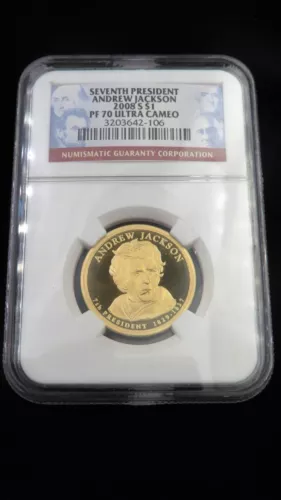 SEVENTH PRESIDENT
ANDREW JACKSON
2008 S $1
PF 70 ULTRA CAMEO
3203642-106
NUMISMATIC GUARANTY CORPORATION
ANDREW JACKSON
7th PRESIDENT 1829-1837